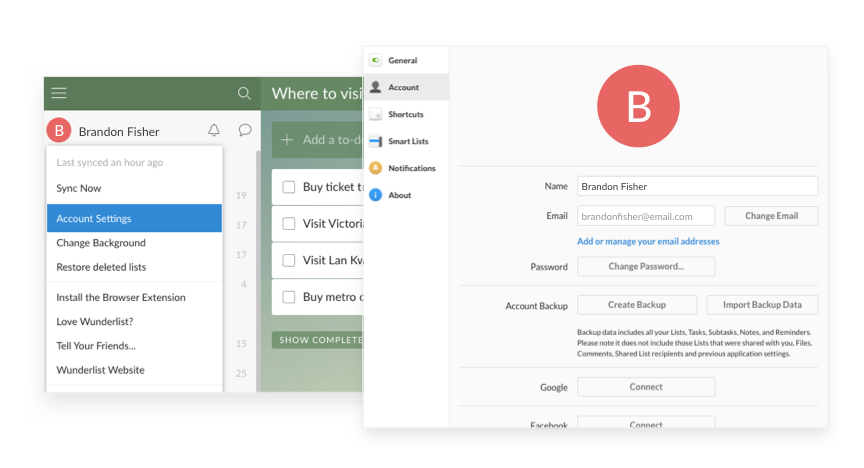 Where to visi
B Brandon Fisher
Last synced an hour ago
Sync Now
Account Settings
Change Background
Restore deleted lists
Install the Browser Extension
Love Wunderlist?
Tell Your Friends...
Wunderlist Website
19
17
17
4
15
25
+ Add a to-d
Buy ticket t
Visit Victori
Visit Lan Kw
Buy metro c
SHOW COMPLETE
General
Account
Shortcuts
Smart Lists
Notifications
About
B
Name Brandon Fisher
Email brandonfisher@email.com Change Email
Add or manage your email addresses
Password Change Password...
Account Backup Create Backup Import Backup Data
Backup data includes all your Lists, Tasks, Subtasks, Notes, and Reminders.
Please note it does not include those Lists that were shared with you, Files,
Comments, Shared List recipients and previous application settings.
Google Connect
Facebook Connect